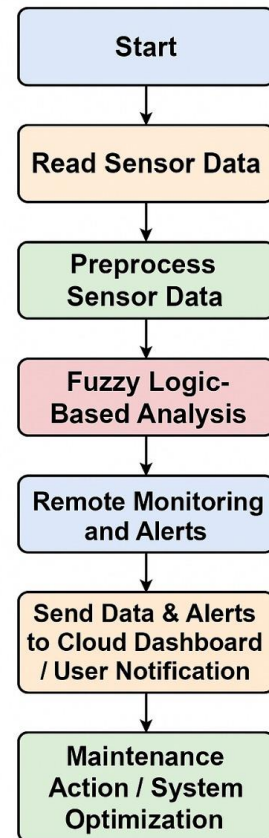 Start
Read Sensor Data
Preprocess
Sensor Data
Fuzzy Logic-
Based Analysis
Remote Monitoring
and Alerts
Send Data & Alerts
to Cloud Dashboard
/ User Notification
Maintenance
Action / System
Optimization